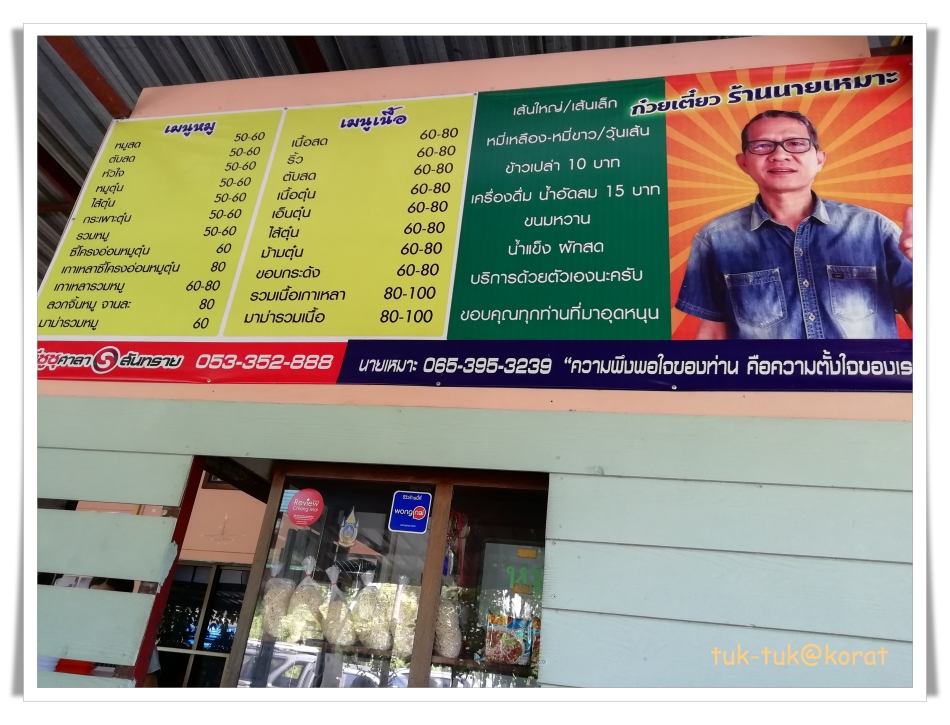 ก๋วยเตี๋ยว ร้านนายเหมาะ
เมนูหมู
หมูสด 50-60
ตับสด 50-60
หัวใจ 50-60
หมูตุ๋น 50-60
ไส้ตุ๋น 50-60
กระเพาะตุ๋น 50-60
รวมหมู 50-60
ซี่โครงอ่อนหมูตุ๋น 60
เกาเหลาซี่โครงอ่อนหมูตุ๋น 80
เกาเหลารวมหมู 60-80
ลวกจิ้มหมู จานละ 80
มาม่ารวมหมู 60
เมนูเนื้อ
เนื้อสด 60-80
ริ้ว 60-80
ตับสด 60-80
เนื้อตุ๋น 60-80
เอ็นตุ๋น 60-80
ไส้ตุ๋น 60-80
ม้ามตุ๋น 60-80
ขอบกระด้ง 60-80
รวมเนื้อเกาเหลา 80-100
มาม่ารวมเนื้อ 80-100
เส้นใหญ่/เส้นเล็ก
หมี่เหลือง-หมี่ขาว/วุ้นเส้น
ข้าวเปล่า 10 บาท
เครื่องดื่ม น้ำอัดลม 15 บาท
ขนมหวาน
น้ำแข็ง ผักสด
บริการด้วยตัวเองนะครับ
ขอบคุณทุกท่านที่มาอุดหนุน
ศาลา S สันทราย 053-352-888
นายเหมาะ 065-395-3239 “ความพึงพอใจของท่าน คือความตั้งใจของเร
Review
Chiang Mai
wongnai
tuk-tuk@korat